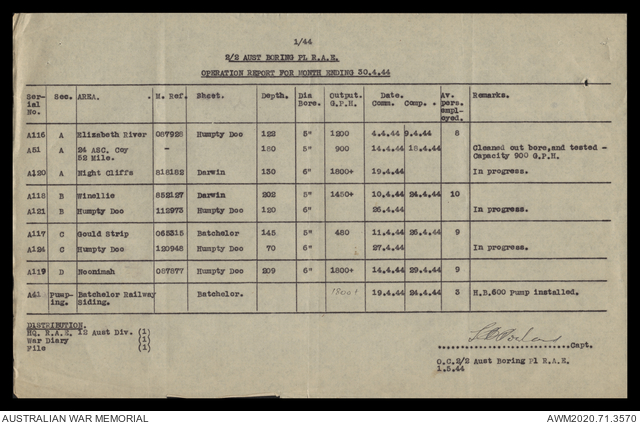 1/44
2/2 AUST BORING PL R.A.E.
OPERATION REPORT FOR MONTH ENDING 30.4.44
Serial No. Sec. AREA. M. Ref. Sheet. Depth. Dia Bore. Output. G.P.H. Date. Comm. Comp. Av. pers. empl-oyed. Remarks.
A116 A Elizabeth River 087928 Humpty Doo 122 5" 1200 4.4.44 9.4.44 8
A51 A 24 ASC. Coy 52 Mile. - 180 5" 900 14.4.44 18.4.44 Cleaned out bore, and tested - Capacity 900 G.P.H.
A120 A Night Cliffs 818182 Darwin 130 6" 1800+ 19.4.44 In progress.
A118 B Winellie 852127 Darwin 202 5" 1450+ 10.4.44 24.4.44 10
A121 B Humpty Doo 112973 Humpty Doo 120 6" 26.4.44 In progress.
A117 C Gould Strip 065315 Batchelor 145 5" 480 11.4.44 26.4.44 9
A124 C Humpty Doo 120948 Humpty Doo 70 6" 27.4.44 In progress.
A119 D Noonimah 087877 Humpty Doo 209 6" 1800+ 14.4.44 29.4.44 9
A41 Pump-ing. Batchelor Railway Siding. Batchelor. 1800+ 19.4.44 24.4.44 3 H.B.600 Pump installed.
DISTRIBUTION.
HQ. R.A.E. 12 Aust Div. (1)
War Diary (1)
File (1)
Capt.
O.C. 2/2 Aust Boring Pl R.A.E.
1.5.44
AUSTRALIAN WAR MEMORIAL
AWM2020.71.3570